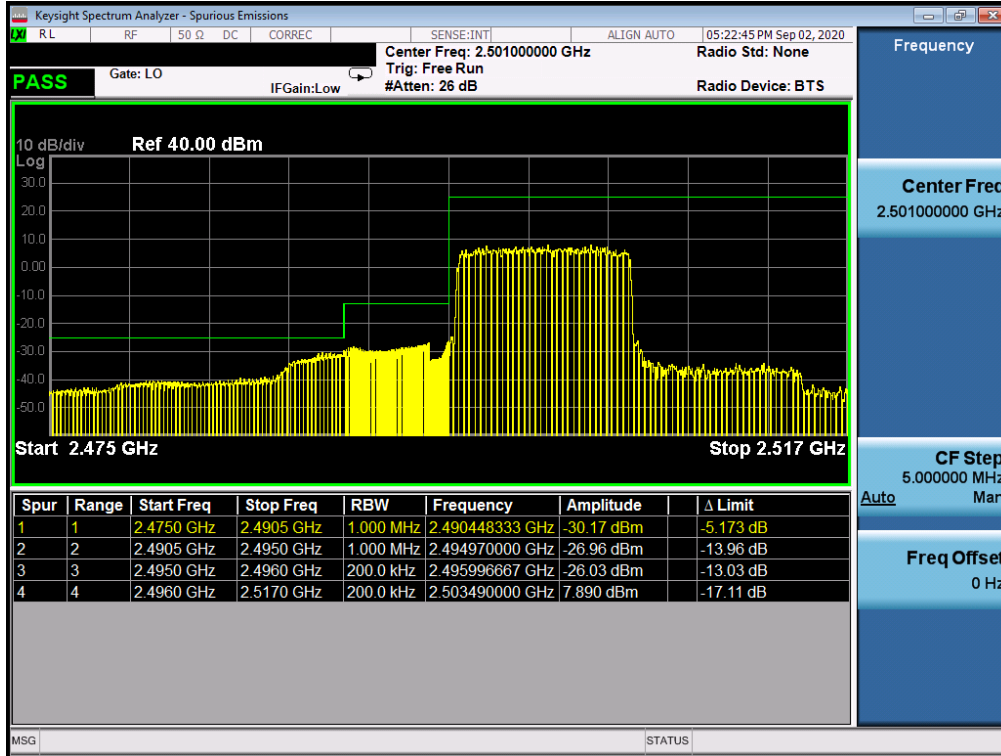 Keysight Spectrum Analyzer - Spurious Emissions
LXI RL RF 50 Ω DC CORREC SENSE:INT ALIGN AUTO 05:22:45 PM Sep 02, 2020
Center Freq: 2.501000000 GHz Radio Std: None
PASS Gate: LO Trig: Free Run
IFGain:Low #Atten: 26 dB Radio Device: BTS
10 dB/div Ref 40.00 dBm
Log
30.0
20.0
10.0
0.00
-10.0
-20.0
-30.0
-40.0
-50.0
Start 2.475 GHz Stop 2.517 GHz
Spur Range Start Freq Stop Freq RBW Frequency Amplitude Δ Limit
1 1 2.4750 GHz 2.4905 GHz 1.000 MHz 2.490448333 GHz -30.17 dBm -5.173 dB
2 2 2.4905 GHz 2.4950 GHz 1.000 MHz 2.494970000 GHz -26.96 dBm -13.96 dB
3 3 2.4950 GHz 2.4960 GHz 200.0 kHz 2.495996667 GHz -26.03 dBm -13.03 dB
4 4 2.4960 GHz 2.5170 GHz 200.0 kHz 2.503490000 GHz 7.890 dBm -17.11 dB
MSG STATUS
Frequency
Center Freq
2.501000000 GHz
CF Step
5.000000 MHz
Auto Man
Freq Offset
0 Hz